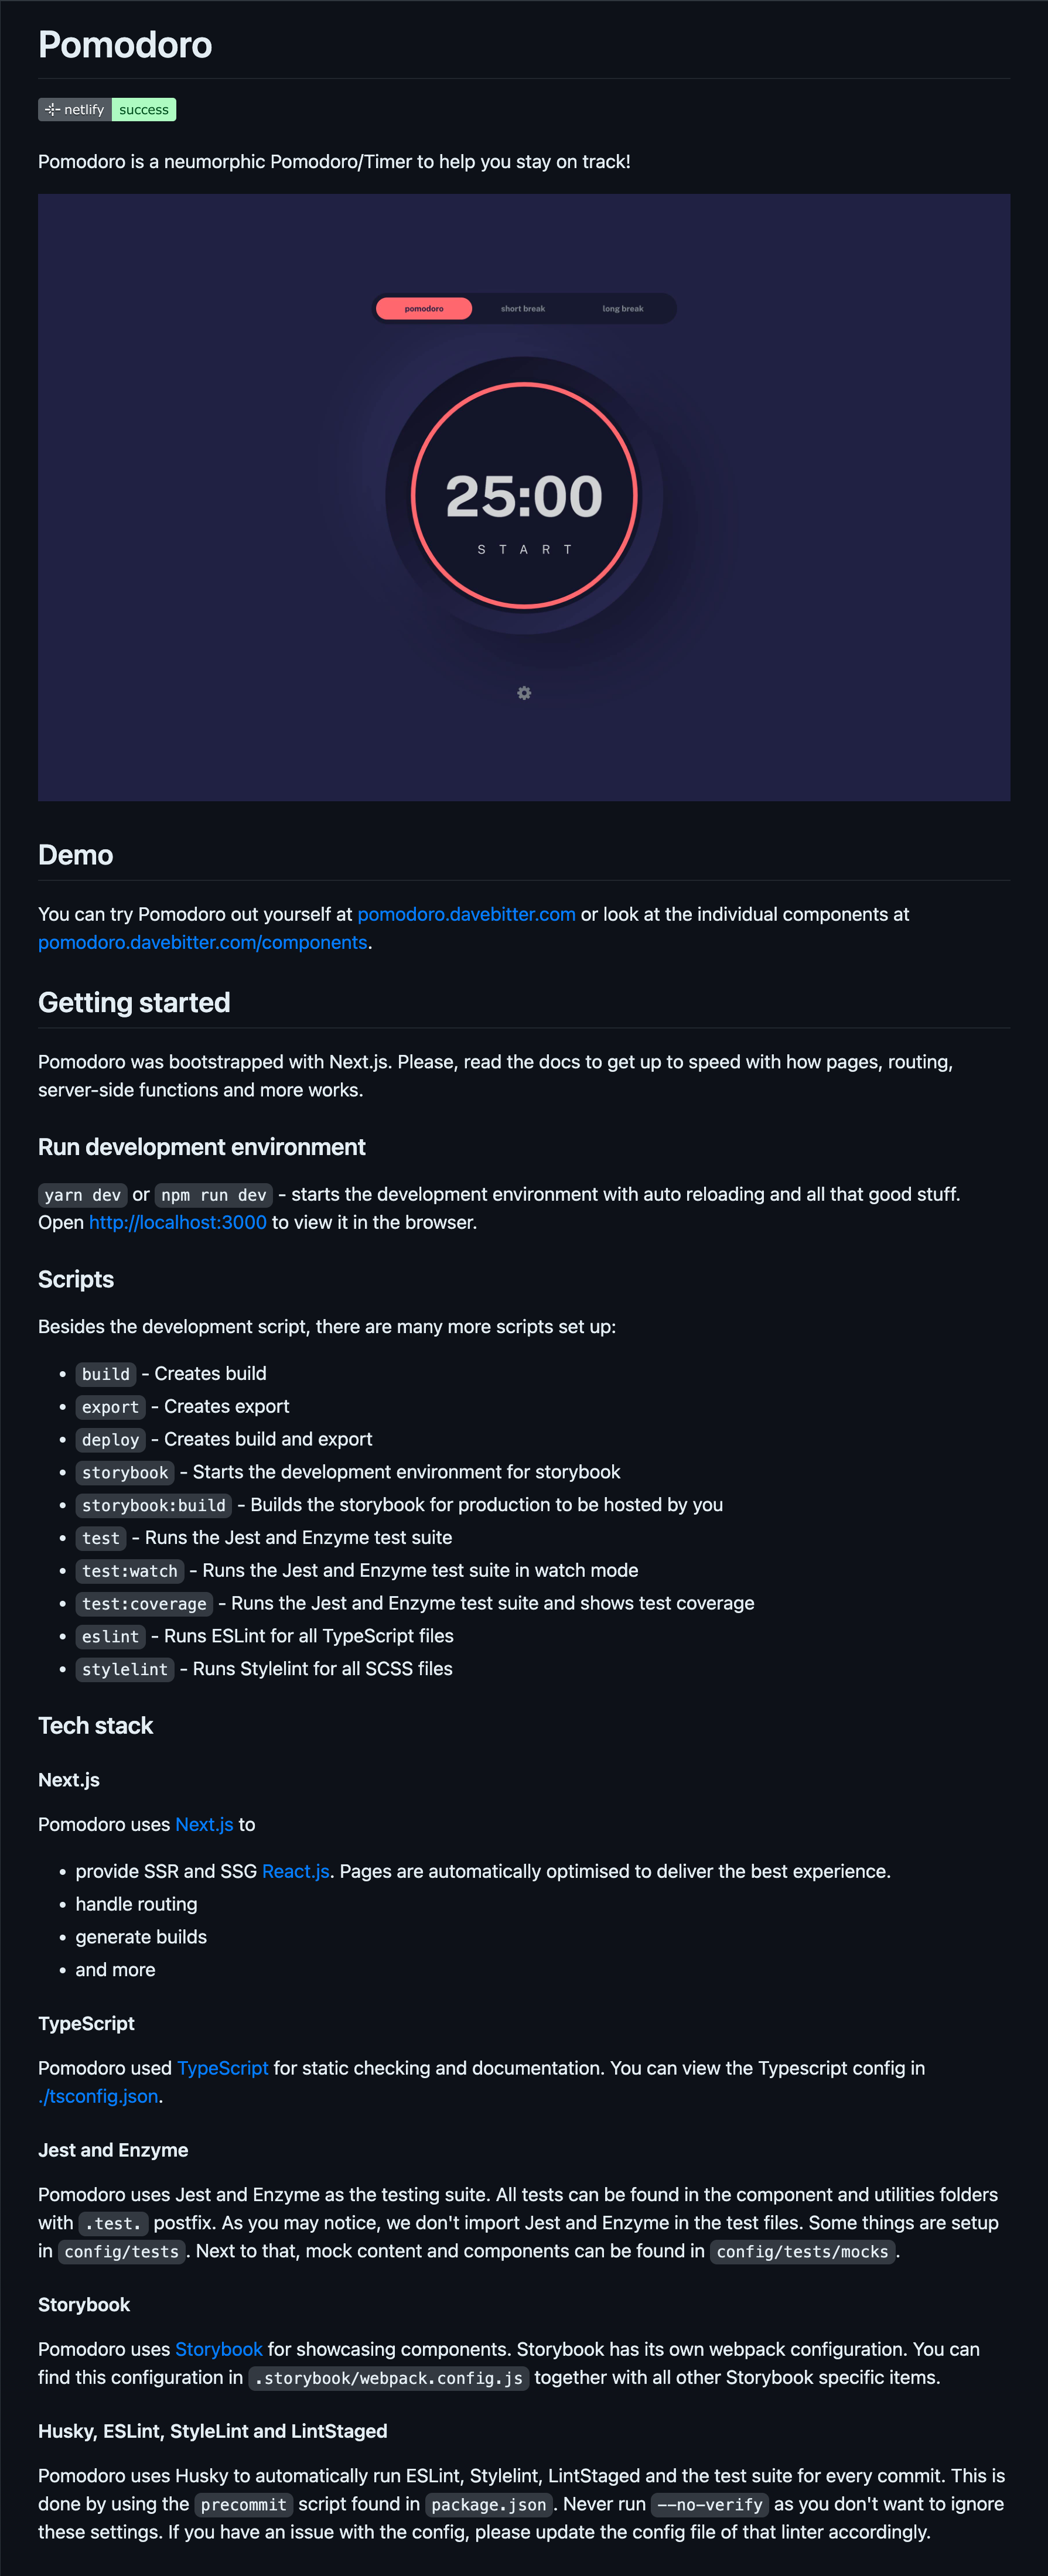 Pomodoro
netlify success
Pomodoro is a neumorphic Pomodoro/Timer to help you stay on track!
pomodoro short break long break
25:00
START
Demo
You can try Pomodoro out yourself at pomodoro.davebitter.com or look at the individual components at
pomodoro.davebitter.com/components.
Getting started
Pomodoro was bootstrapped with Next.js. Please, read the docs to get up to speed with how pages, routing,
server-side functions and more works.
Run development environment
yarn dev or npm run dev - starts the development environment with auto reloading and all that good stuff.
Open http://localhost:3000 to view it in the browser.
Scripts
Besides the development script, there are many more scripts set up:
• build - Creates build
• export - Creates export
• deploy - Creates build and export
• storybook - Starts the development environment for storybook
• storybook:build - Builds the storybook for production to be hosted by you
• test - Runs the Jest and Enzyme test suite
• test:watch - Runs the Jest and Enzyme test suite in watch mode
• test:coverage - Runs the Jest and Enzyme test suite and shows test coverage
• eslint - Runs ESLint for all TypeScript files
• stylelint - Runs Stylelint for all SCSS files
Tech stack
Next.js
Pomodoro uses Next.js to
• provide SSR and SSG React.js. Pages are automatically optimised to deliver the best experience.
• handle routing
• generate builds
• and more
TypeScript
Pomodoro used TypeScript for static checking and documentation. You can view the Typescript config in
./tsconfig.json.
Jest and Enzyme
Pomodoro uses Jest and Enzyme as the testing suite. All tests can be found in the component and utilities folders
with .test. postfix. As you may notice, we don't import Jest and Enzyme in the test files. Some things are setup
in config/tests. Next to that, mock content and components can be found in config/tests/mocks.
Storybook
Pomodoro uses Storybook for showcasing components. Storybook has its own webpack configuration. You can
find this configuration in .storybook/webpack.config.js together with all other Storybook specific items.
Husky, ESLint, StyleLint and LintStaged
Pomodoro uses Husky to automatically run ESLint, Stylelint, LintStaged and the test suite for every commit. This is
done by using the precommit script found in package.json. Never run --no-verify as you don't want to ignore
these settings. If you have an issue with the config, please update the config file of that linter accordingly.